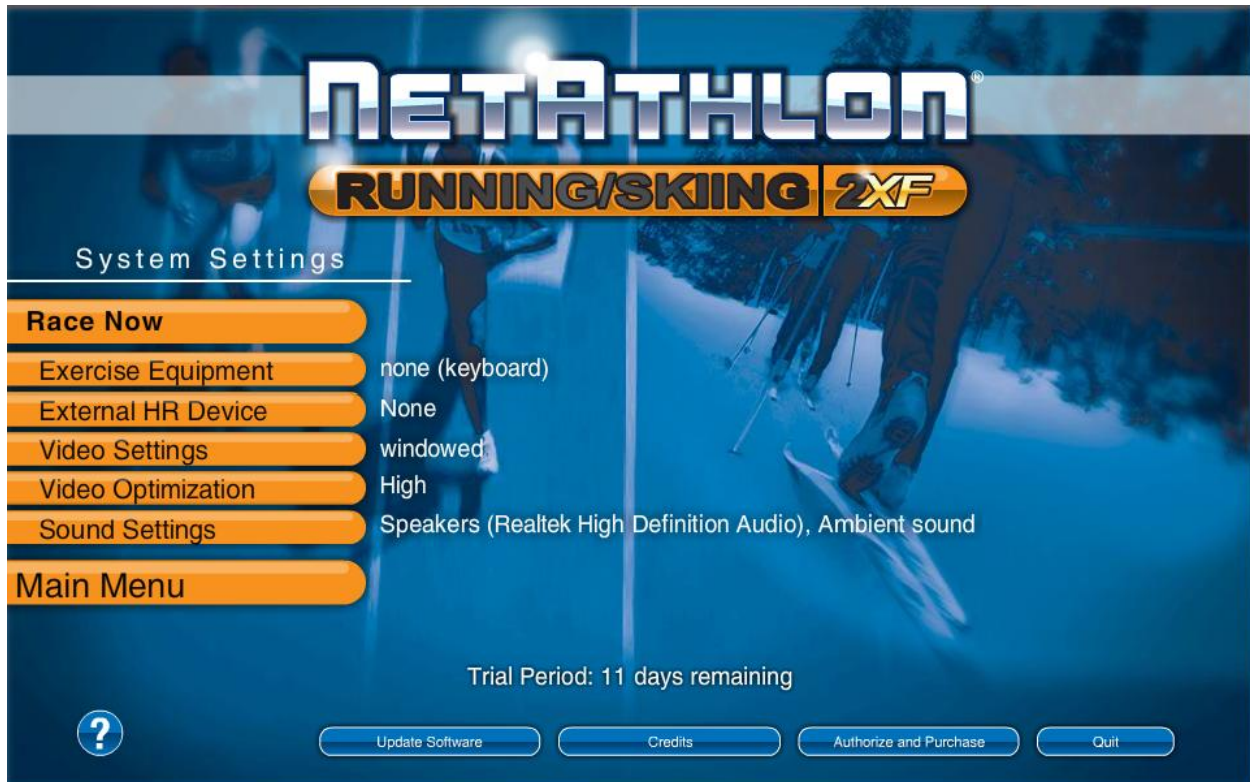 NETATHLON®
RUNNING/SKIING 2XF
System Settings
Race Now
Exercise Equipment none (keyboard)
External HR Device None
Video Settings windowed
Video Optimization High
Sound Settings Speakers (Realtek High Definition Audio), Ambient sound
Main Menu
Trial Period: 11 days remaining
? Update Software Credits Authorize and Purchase Quit